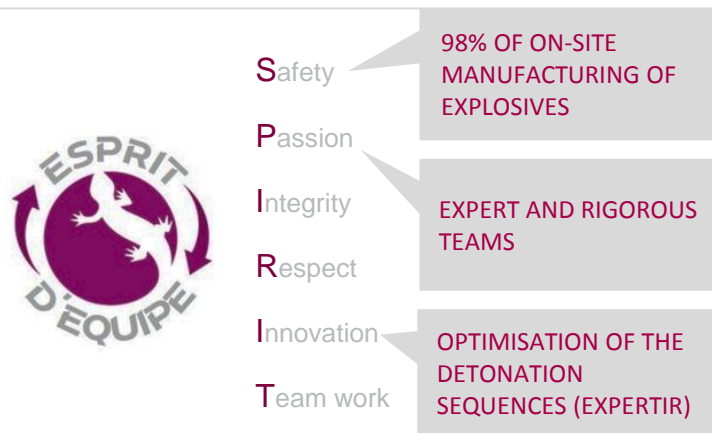 ESPRIT
D'ÉQUIPE
Safety
Passion
Integrity
Respect
Innovation
Team work
98% OF ON-SITE
MANUFACTURING OF
EXPLOSIVES
EXPERT AND RIGOROUS
TEAMS
OPTIMISATION OF THE
DETONATION
SEQUENCES (EXPERTIR)